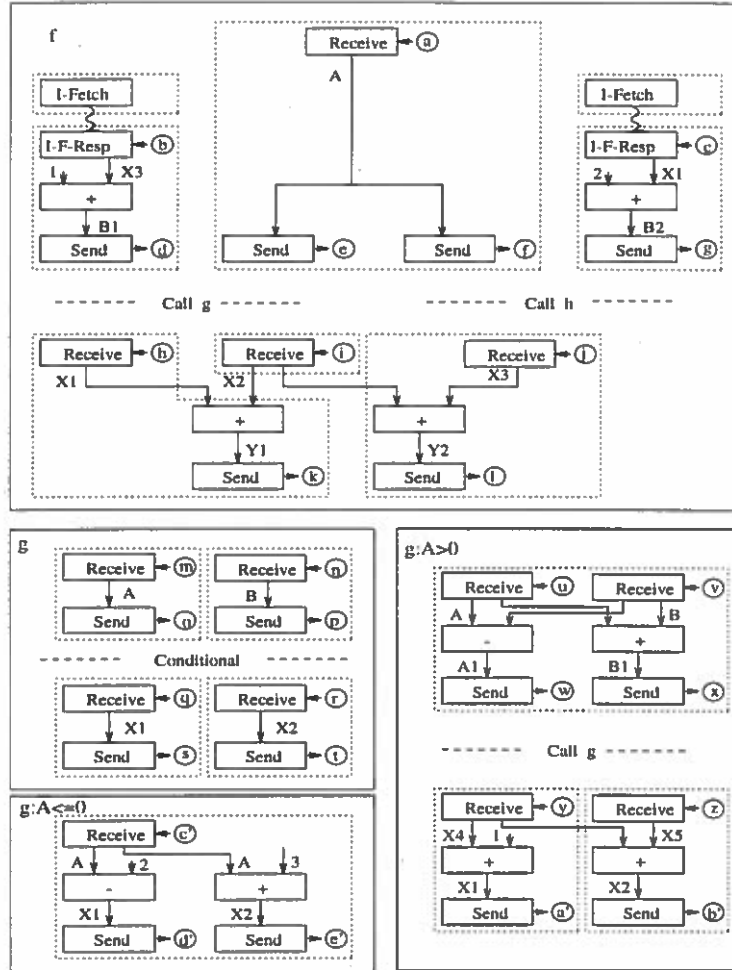 f
Receive a
A
I-Fetch I-Fetch
I-F-Resp b I-F-Resp c
1 X3 2 X1
+ +
B1 B2
Send d Send e Send f Send g
Call g Call h
Receive h Receive i Receive j
X1 X2 X3
+ +
Y1 Y2
Send k Send l
g
Receive m Receive n
A B
Send o Send p
Conditional
Receive q Receive r
X1 X2
Send s Send t
g:A<=0
Receive c'
A 2 A 3
- +
X1 X2
Send d' Send e'
g:A>0
Receive u Receive v
A B
- +
A1 B1
Send w Send x
Call g
Receive y Receive z
X4 1 X5
+ +
X1 X2
Send a' Send b'